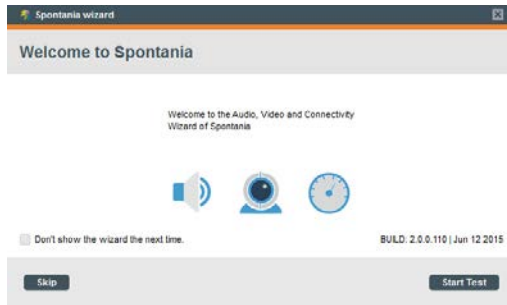 Spontania wizard
Welcome to Spontania
Welcome to the Audio, Video and Connectivity
Wizard of Spontania
Don't show the wizard the next time.
BUILD: 2.0.0.110 | Jun 12 2015
Skip
Start Test